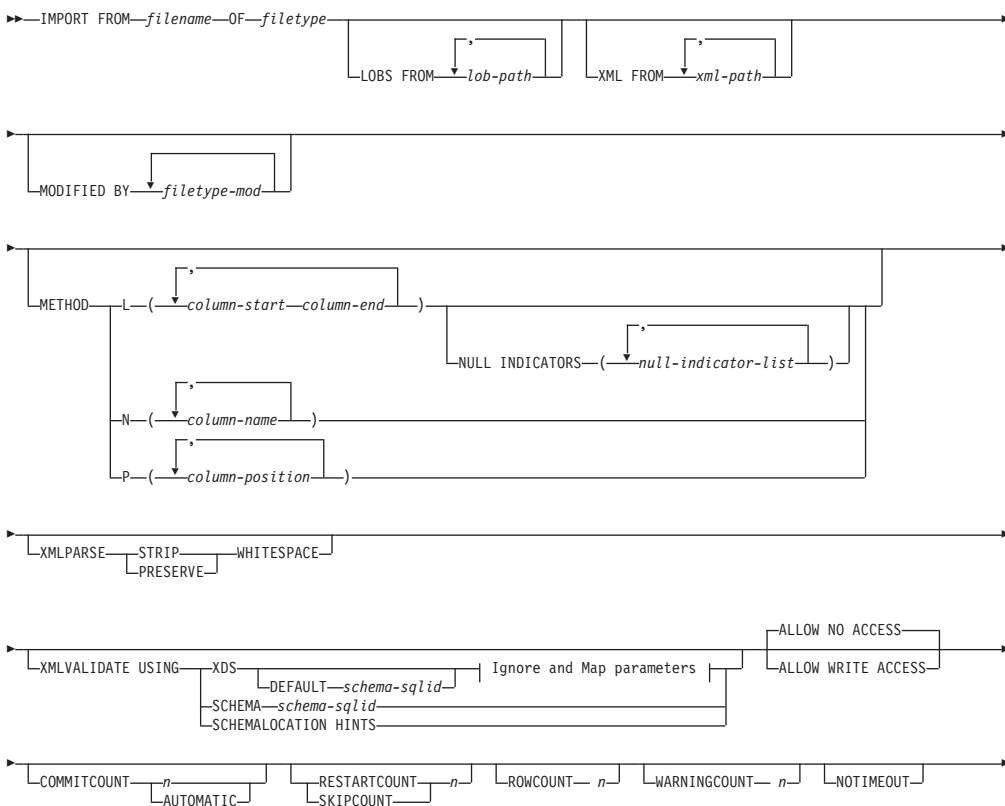 IMPORT FROM filename OF filetype
LOBS FROM , lob-path
XML FROM , xml-path
MODIFIED BY filetype-mod
METHOD L ( , column-start column-end )
NULL INDICATORS ( , null-indicator-list )
N ( , column-name )
P ( , column-position )
XMLPARSE STRIP WHITESPACE
PRESERVE
XMLVALIDATE USING XDS
DEFAULT schema-sqlid
Ignore and Map parameters
SCHEMA schema-sqlid
SCHEMALOCATION HINTS
ALLOW NO ACCESS
ALLOW WRITE ACCESS
COMMITCOUNT n
AUTOMATIC
RESTARTCOUNT n
SKIPCOUNT
ROWCOUNT n
WARNINGCOUNT n
NOTIMEOUT